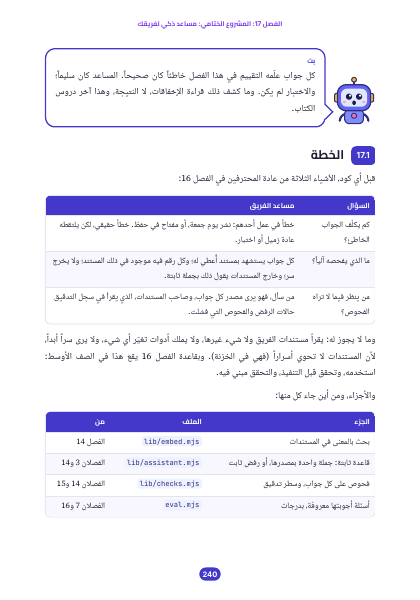 الفصل 17: المشروع الختامي: مساعد ذكي لفريقك
بِت
كل جواب علّمه التقييم في هذا الفصل خاطئاً كان صحيحاً، المساعد كان سليماً؛
والاختبار لم يكن. وما كشف ذلك قراءة الإخفاقات، لا النتيجة، وهذا آخر دروس
الكتاب.
17.1 الخطة
قبل أي كود، الأشياء الثلاثة من عادة المحترفين في الفصل 16:
السؤال مساعد الفريق
كم يكلّف الجواب الخاطئ؟ خطأ في عمل أحدهم: نشر يوم جمعة، أو مفتاح في حفظ. خطأ حقيقي، لكن يلتقطه
عادة زميل أو اختبار.
ما الذي يفحصه آلياً؟ كل جواب يستشهد بمستند أُعطي له؛ وكل رقم فيه موجود في ذلك المستند؛ ولا يخرج
سر؛ وخارج المستندات يقول ذلك بجملة ثابتة.
من ينظر فيما لا تراه الفحوص؟ من سأل، فهو يرى مصدر كل جواب، وصاحب المستندات، الذي يقرأ في سجل التدقيق
حالات الرفض والفحوص التي فشلت.
وما لا يجوز له: يقرأ مستندات الفريق ولا شيء غيرها، ولا يملك أدوات تغيّر أي شيء، ولا يرى سراً أبداً،
لأن المستندات لا تحوي أسراراً (فهي في الخزنة). وبقاعدة الفصل 16 يقع هذا في الصف الأوسط:
استخدمه، وتحقق قبل التنفيذ، والتحقق مبني فيه.
والأجزاء، ومن أين جاء كل منها:
الجزء الملف من
بحث بالمعنى في المستندات lib/embed.mjs الفصل 14
قاعدة ثابتة: جملة واحدة بمصدرها، أو رفض ثابت lib/assistant.mjs الفصلان 3 و14
فحوص على كل جواب، وسطر تدقيق lib/checks.mjs الفصلان 14 و15
أسئلة أجوبتها معروفة، بدرجات eval.mjs الفصلان 7 و16
240